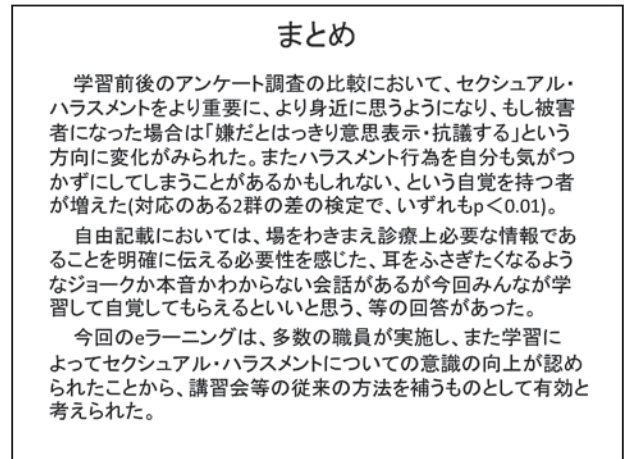 まとめ
学習前後のアンケート調査の比較において、セクシュアル・
ハラスメントをより重要に、より身近に思うようになり、もし被害
者になった場合は「嫌だとはっきり意思表示・抗議する」という
方向に変化がみられた。またハラスメント行為を自分も気がつ
かずにしてしまうことがあるかもしれない、という自覚を持つ者
が増えた(対応のある2群の差の検定で、いずれもp＜0.01)。
自由記載においては、場をわきまえ診療上必要な情報であ
ることを明確に伝える必要性を感じた、耳をふさぎたくなるよう
なジョークか本音かわからない会話があるが今回みんなが学
習して自覚してもらえるといいと思う、等の回答があった。
今回のeラーニングは、多数の職員が実施し、また学習に
よってセクシュアル・ハラスメントについての意識の向上が認め
られたことから、講習会等の従来の方法を補うものとして有効と
考えられた。